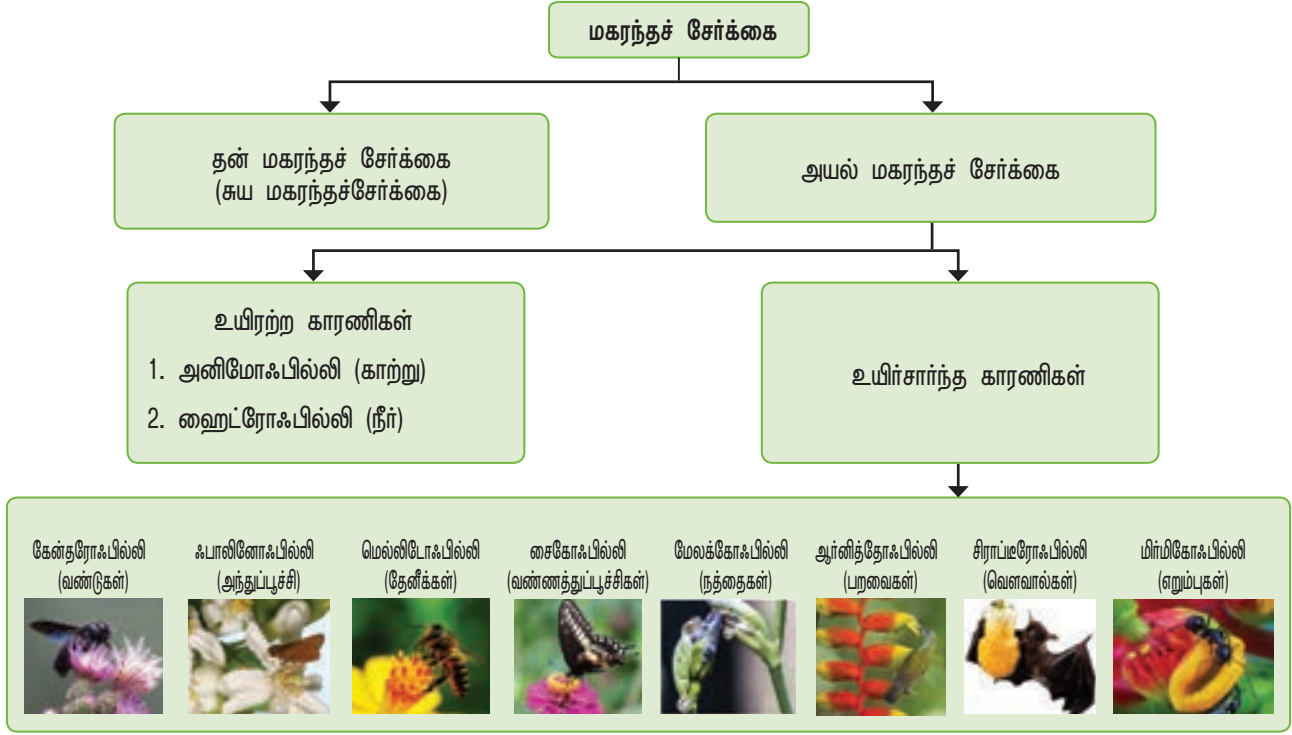 மகரந்தச் சேர்க்கை
தன் மகரந்தச் சேர்க்கை
(சுய மகரந்தச்சேர்க்கை)
அயல் மகரந்தச் சேர்க்கை
உயிரற்ற காரணிகள்
1. அனிமோஃபில்லி (காற்று)
2. ஹைட்ரோஃபில்லி (நீர்)
உயிர்சார்ந்த காரணிகள்
கேன்தரோஃபில்லி
(வண்டுகள்)
ஃபாலினோஃபில்லி
(அந்துப்பூச்சி)
மெல்லிடோஃபில்லி
(தேனீக்கள்)
சைகோஃபில்லி
(வண்ணத்துப்பூச்சிகள்)
மேலக்கோஃபில்லி
(நத்தைகள்)
ஆர்னித்தோஃபில்லி
(பறவைகள்)
சிராப்டீரோஃபில்லி
(வெளவால்கள்)
மிர்மிகோஃபில்லி
(எறும்புகள்)